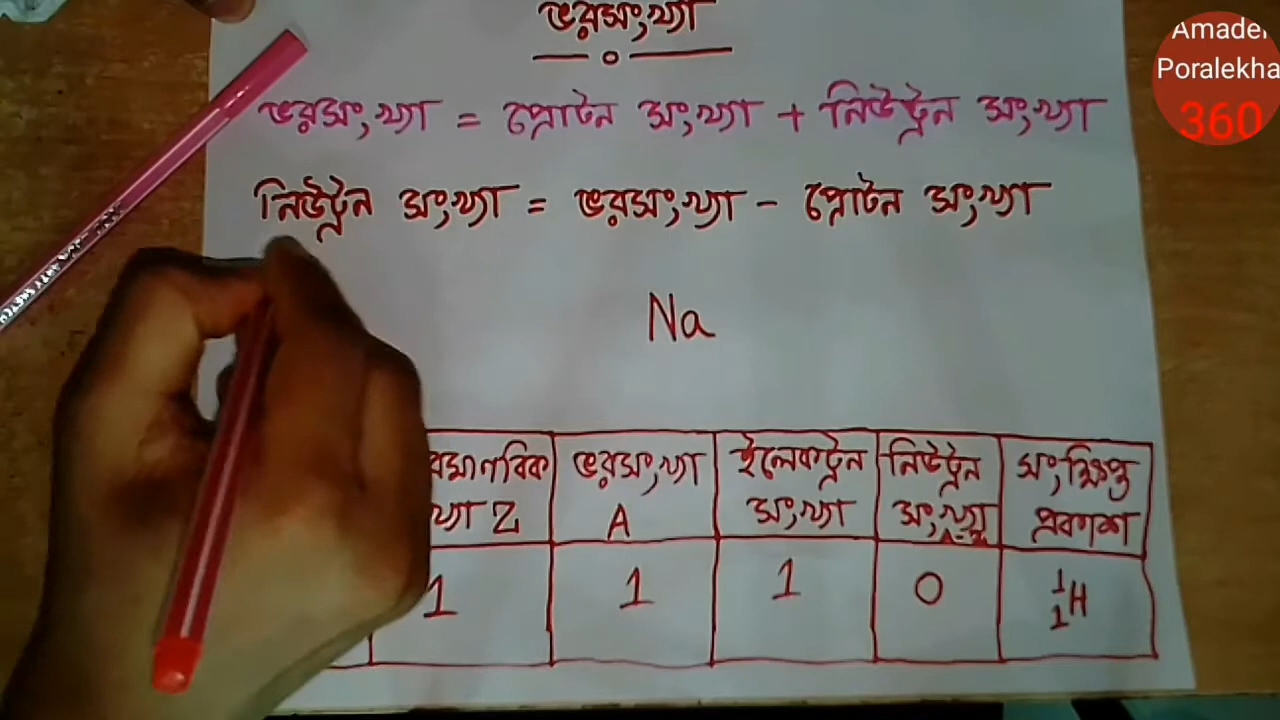 ভরসংখ্যা
ভরসংখ্যা = প্রোটন সংখ্যা + নিউট্রন সংখ্যা
নিউট্রন সংখ্যা = ভরসংখ্যা - প্রোটন সংখ্যা
Na
ভরসংখ্যা A
ইলেকট্রন সংখ্যা
নিউট্রন সংখ্যা
সংক্ষিপ্ত প্রকাশ
1 1 1 0 ¹₁H
Amader
Poralekha
360